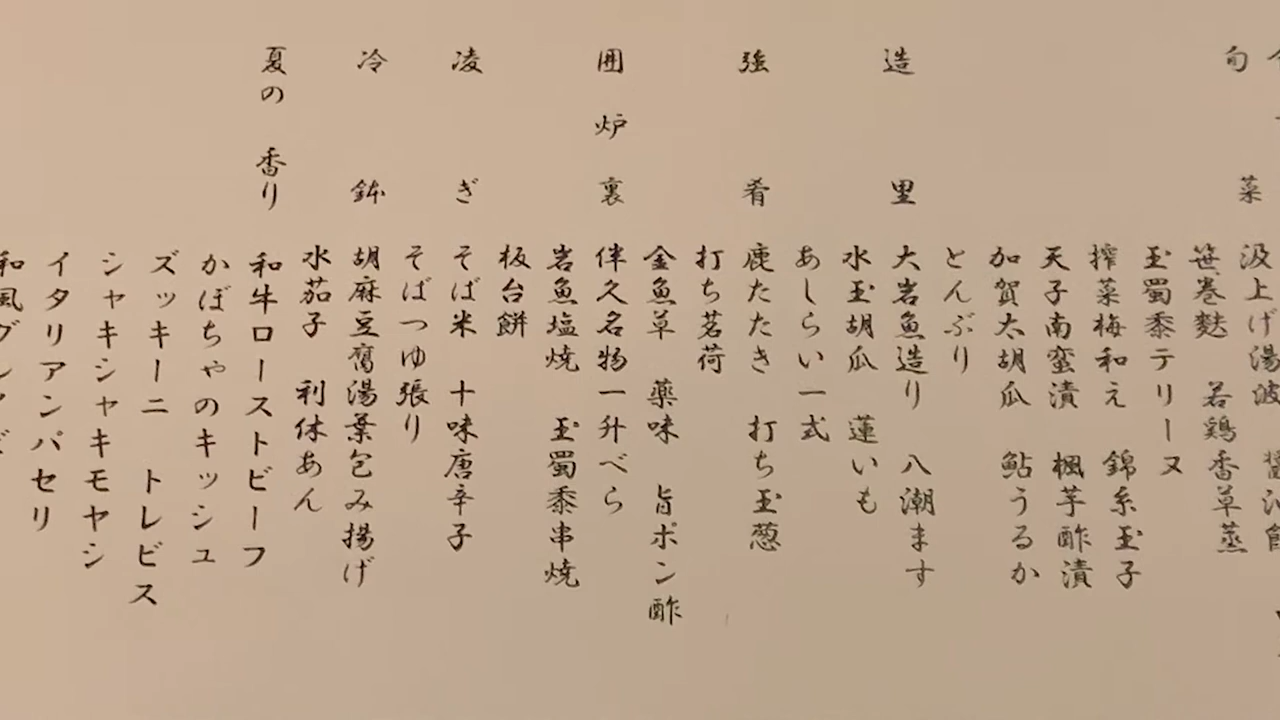 旬菜
汲上げ湯波
笹巻麩 若鶏香草蒸
玉蜀黍テリーヌ
搾菜梅和え 錦糸玉子
天子南蛮漬 楓芋酢漬
加賀太胡瓜 鮎うるか
とんぶり
造里 大岩魚造り 八潮ます
水玉胡瓜 蓮いも
あしらい一式
強肴 鹿たたき 打ち玉葱
打ち茗荷
金魚草 薬味 旨ポン酢
囲炉裏 伴久名物一升べら
岩魚塩焼 玉蜀黍串焼
板台餅
凌ぎ そば米 十味唐辛子
そばつゆ張り
冷鉢 胡麻豆腐湯葉包み揚げ
水茄子 利休あん
夏の香り 和牛ローストビーフ
かぼちゃのキッシュ
ズッキーニ トレビス
シャキシャキモヤシ
イタリアンパセリ